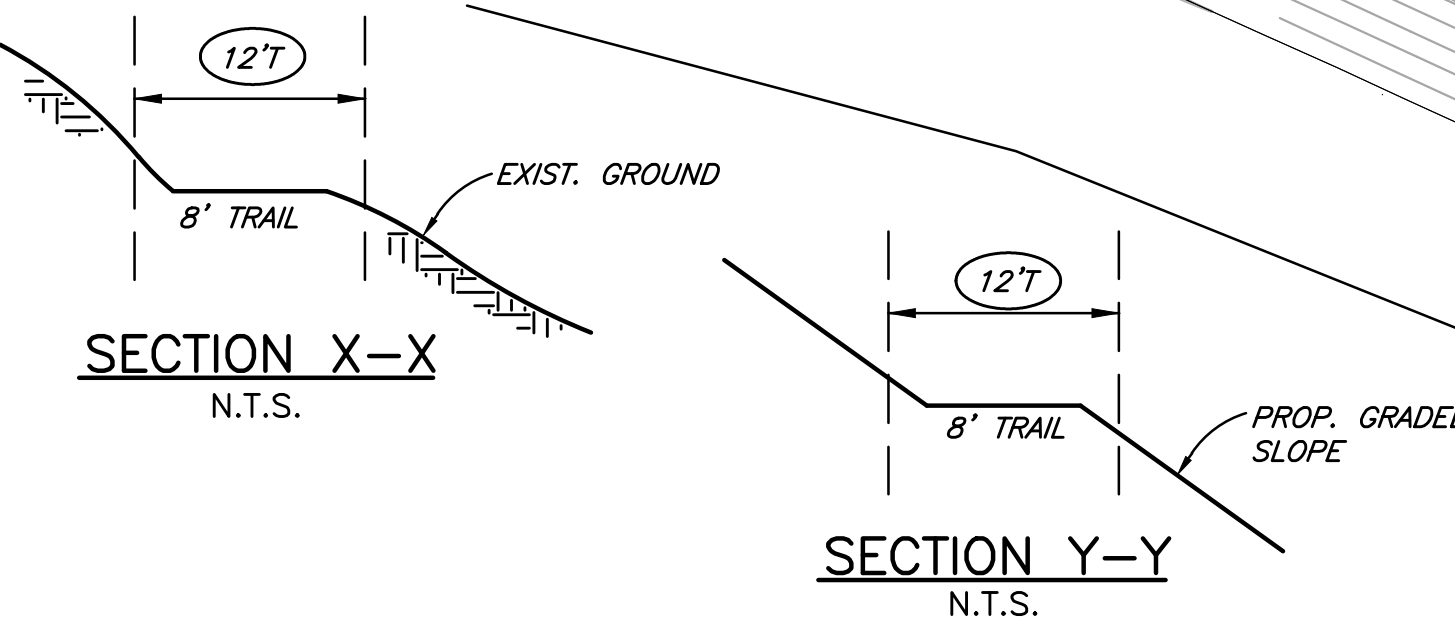 12'T
EXIST. GROUND
8' TRAIL
SECTION X-X
N.T.S.
12'T
8' TRAIL
PROP. GRADED
SLOPE
SECTION Y-Y
N.T.S.